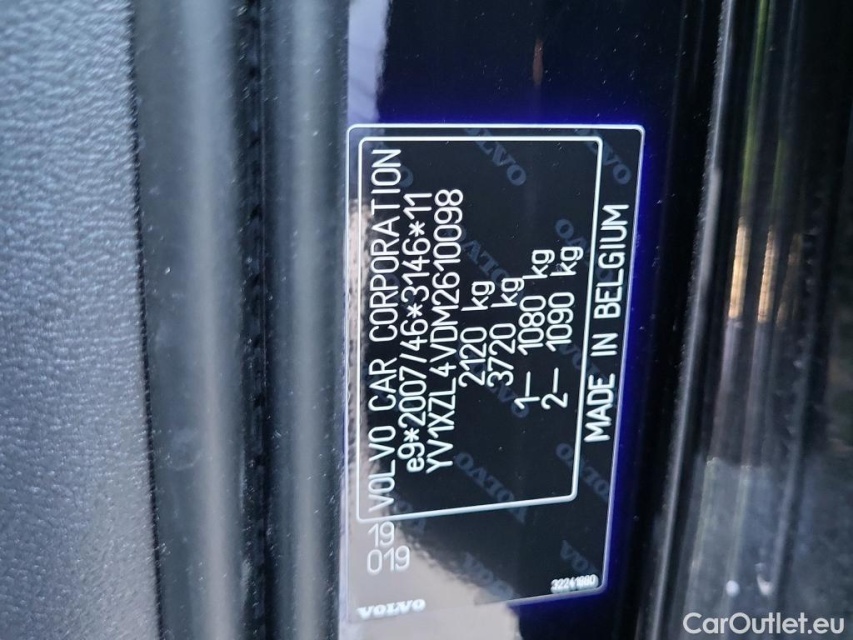 VOLVO CAR CORPORATION
e9*2007/46*3146*11
YV1XZL4VDM2610098
2120 kg
3720 kg
1— 1080 kg
2— 1090 kg
MADE IN BELGIUM
19
019
VOLVO
CarOutlet.eu